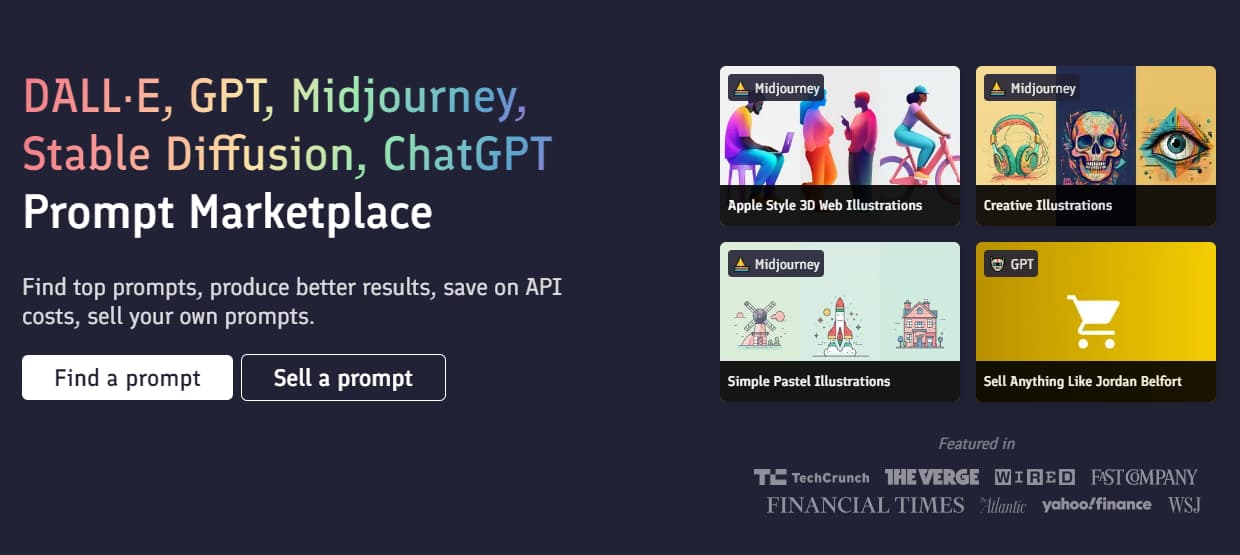 DALL·E, GPT, Midjourney,
Stable Diffusion, ChatGPT
Prompt Marketplace
Find top prompts, produce better results, save on API
costs, sell your own prompts.
Find a prompt
Sell a prompt
Midjourney
Apple Style 3D Web Illustrations
Midjourney
Creative Illustrations
Midjourney
Simple Pastel Illustrations
GPT
Sell Anything Like Jordan Belfort
Featured in
TC TechCrunch THE VERGE WIRED FAST COMPANY
FINANCIAL TIMES The Atlantic yahoo!finance WSJ